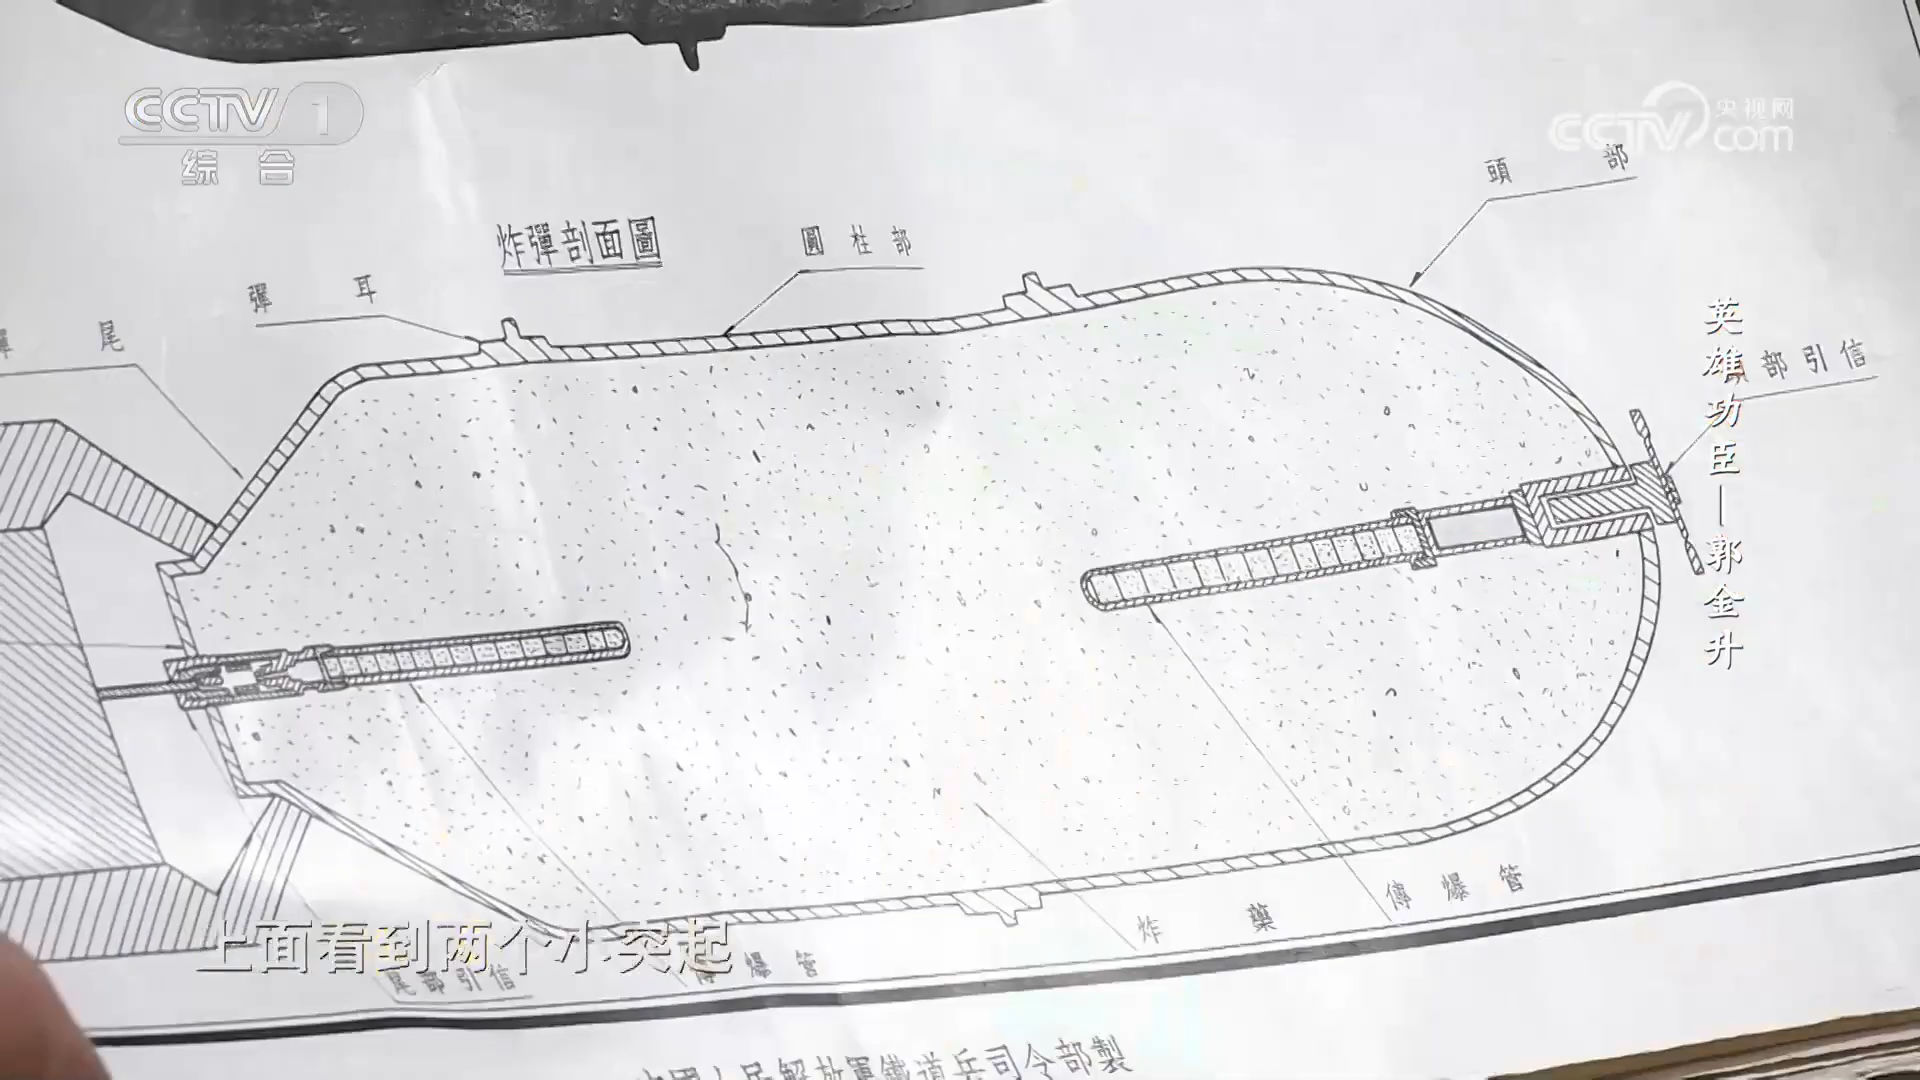 CCTV 1
综合
央视网
CCTV com
頭部
炸彈剖面圖
圓柱部
彈耳
彈尾
部引信
英雄功臣—郭金升
傳爆管
炸藥
上面看到两个小突起
尾部引信
傳爆管
中國人民解放軍鐵道兵司令部製